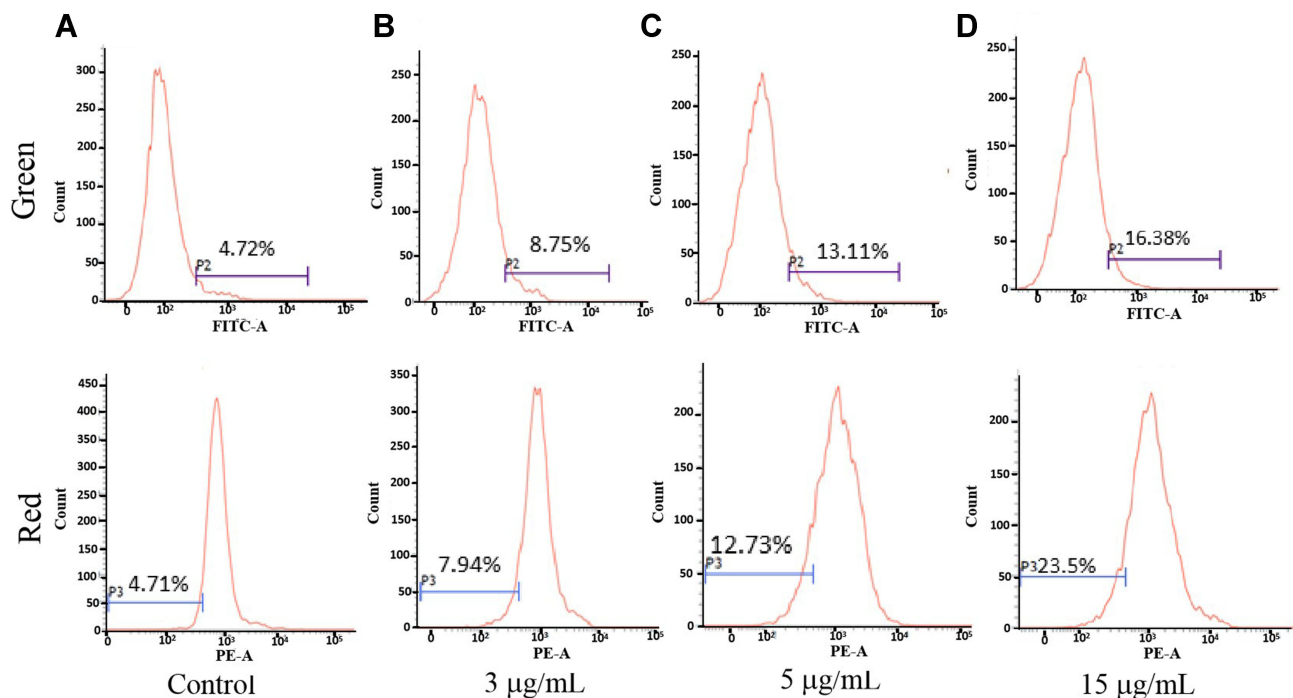 A B C D
Green
300
250
200
150
100
50
0
Count
P2
4.72%
0 10² 10³ 10⁴ 10⁵
FITC-A
250
200
150
100
50
0
Count
P2
8.75%
0 10² 10³ 10⁴ 10⁵
FITC-A
250
200
150
100
50
0
Count
P2
13.11%
0 10² 10³ 10⁴ 10⁵
FITC-A
250
200
150
100
50
0
Count
P2
16.38%
0 10² 10³ 10⁴ 10⁵
FITC-A
Red
450
400
350
300
250
200
150
100
50
0
Count
P3
4.71%
0 10² 10³ 10⁴ 10⁵
PE-A
Control
350
300
250
200
150
100
50
0
Count
P3
7.94%
0 10² 10³ 10⁴ 10⁵
PE-A
3 μg/mL
200
150
100
50
0
Count
12.73%
P3
0 10² 10³ 10⁴ 10⁵
PE-A
5 μg/mL
200
150
100
50
0
Count
P3
23.5%
0 10² 10³ 10⁴ 10⁵
PE-A
15 μg/mL